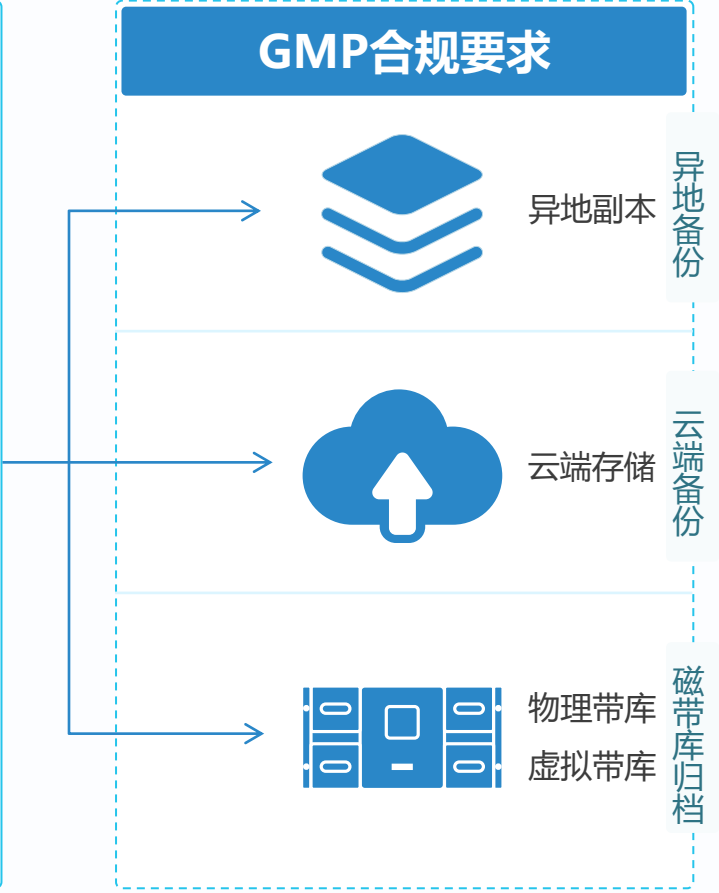 GMP合规要求
异地副本
异地备份
云端存储
云端备份
物理带库
虚拟带库
磁带库归档